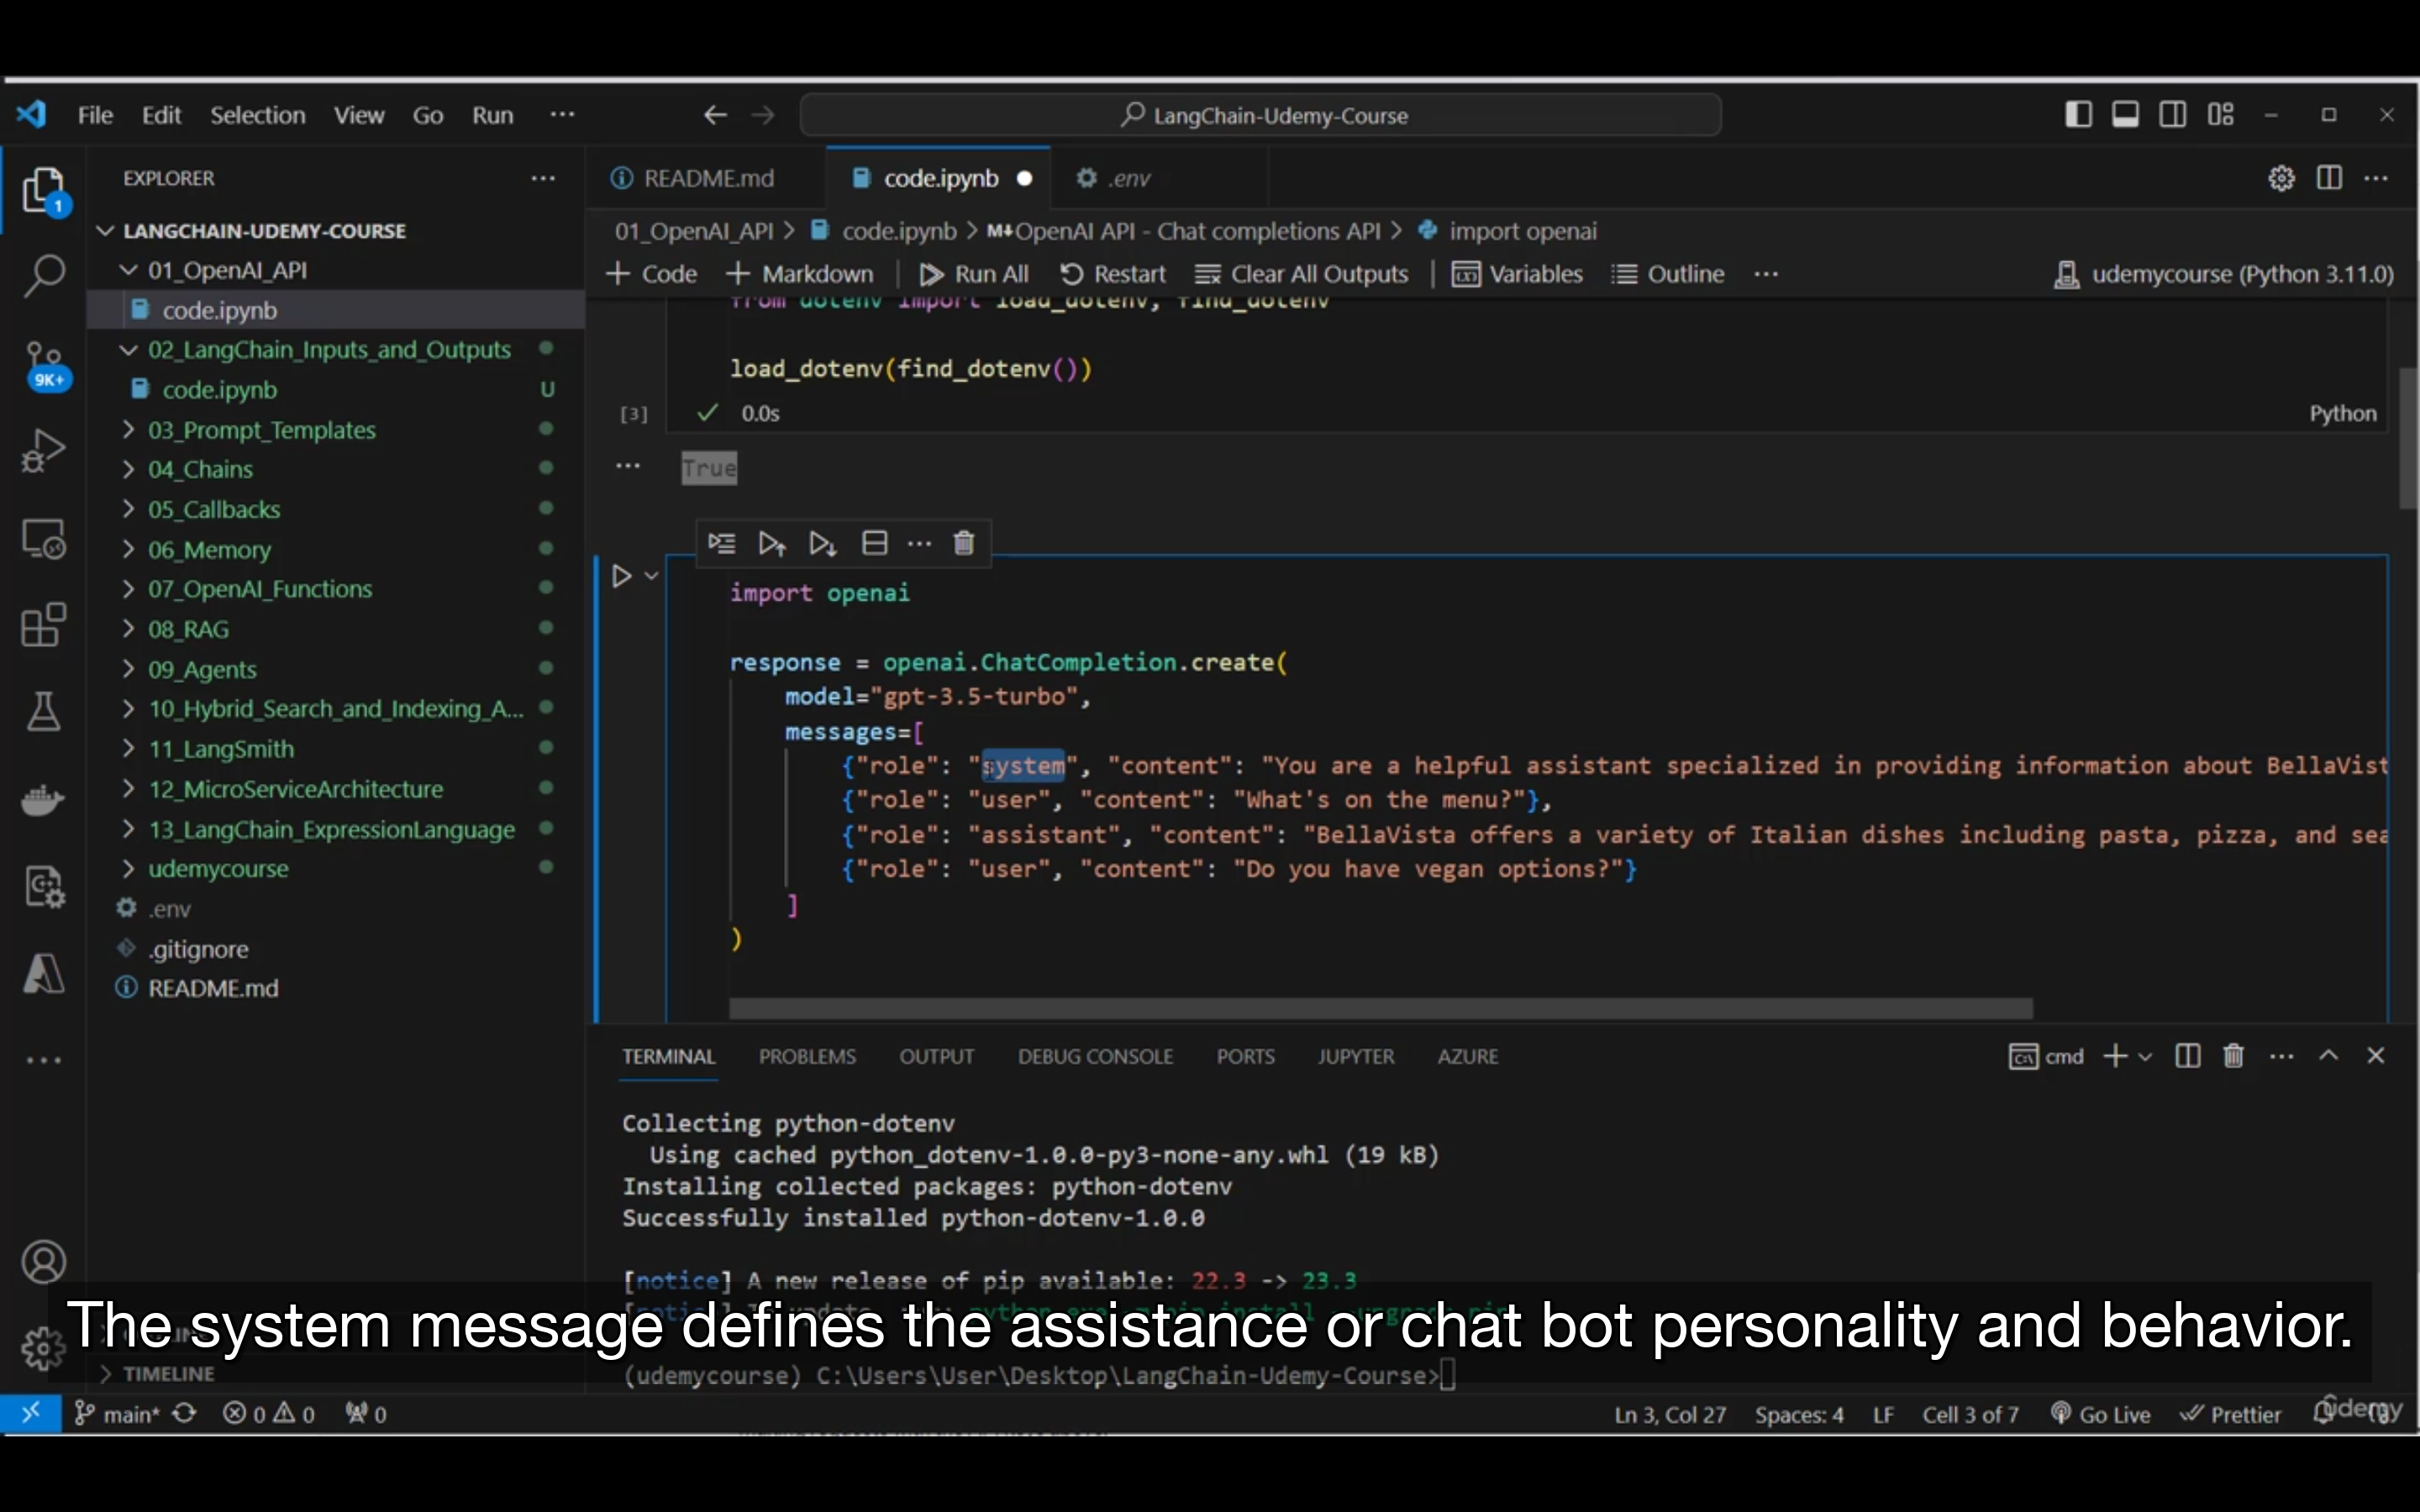 File Edit Selection View Go Run ...
LangChain-Udemy-Course
EXPLORER
LANGCHAIN-UDEMY-COURSE
01_OpenAI_API
code.ipynb
02_LangChain_Inputs_and_Outputs
code.ipynb U
03_Prompt_Templates
04_Chains
05_Callbacks
06_Memory
07_OpenAI_Functions
08_RAG
09_Agents
10_Hybrid_Search_and_Indexing_A...
11_LangSmith
12_MicroServiceArchitecture
13_LangChain_ExpressionLanguage
udemycourse
.env
.gitignore
README.md
TIMELINE
1
9K+
README.md code.ipynb .env
01_OpenAI_API > code.ipynb > M↓OpenAI API - Chat completions API > import openai
+ Code + Markdown Run All Restart Clear All Outputs Variables Outline ... udemycourse (Python 3.11.0)
from dotenv import load_dotenv, find_dotenv
load_dotenv(find_dotenv())
[3] 0.0s Python
True
import openai
response = openai.ChatCompletion.create(
model="gpt-3.5-turbo",
messages=[
{"role": "system", "content": "You are a helpful assistant specialized in providing information about BellaVist
{"role": "user", "content": "What's on the menu?"},
{"role": "assistant", "content": "BellaVista offers a variety of Italian dishes including pasta, pizza, and sea
{"role": "user", "content": "Do you have vegan options?"}
]
)
TERMINAL PROBLEMS OUTPUT DEBUG CONSOLE PORTS JUPYTER AZURE cmd
Collecting python-dotenv
Using cached python_dotenv-1.0.0-py3-none-any.whl (19 kB)
Installing collected packages: python-dotenv
Successfully installed python-dotenv-1.0.0
[notice] A new release of pip available: 22.3 -> 23.3
The system message defines the assistance or chat bot personality and behavior.
(udemycourse) C:\Users\User\Desktop\LangChain-Udemy-Course>
main* 0 0 0 Ln 3, Col 27 Spaces: 4 LF Cell 3 of 7 Go Live Prettier
udemy